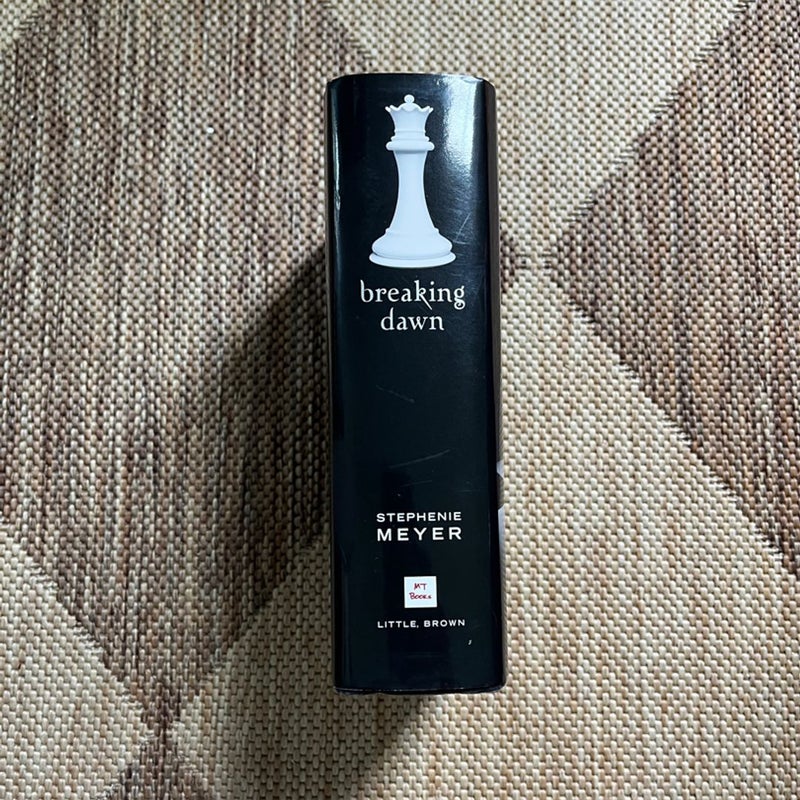 breaking
dawn
STEPHENIE
MEYER
MT
BOOKS
LITTLE, BROWN